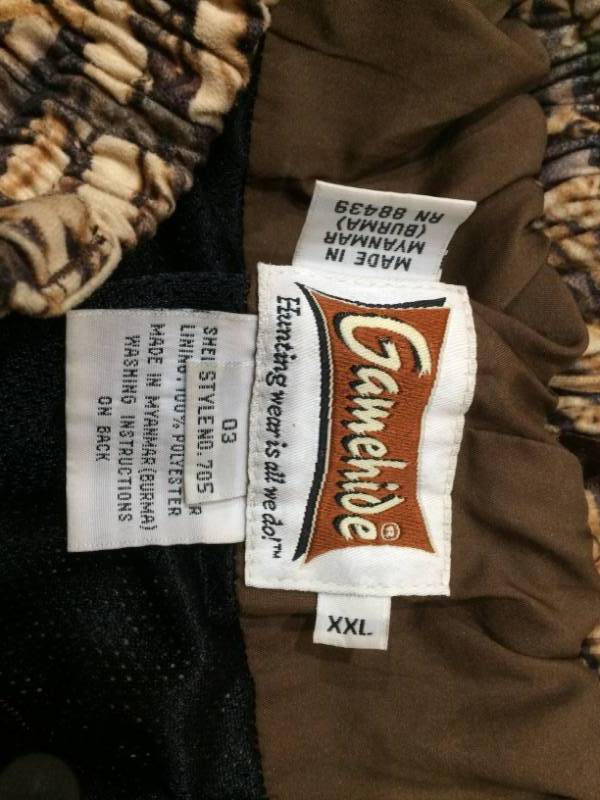 MADE IN
MYANMAR
(BURMA)
RN 88439
Gamehide®
Hunting wear is all we do!™
XXL
03
STYLE NO. 705
SHEL
LINING:100% POLYESTER
MADE IN MYANMAR(BURMA)
WASHING INSTRUCTIONS
ON BACK